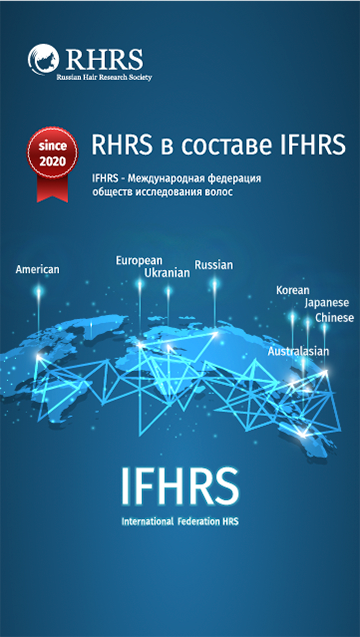 RHRS
Russian Hair Research Society
since
2020
RHRS в составе IFHRS
IFHRS - Международная федерация
обществ исследования волос
American
European
Ukranian
Russian
Korean
Japanese
Chinese
Australasian
IFHRS
International Federation HRS